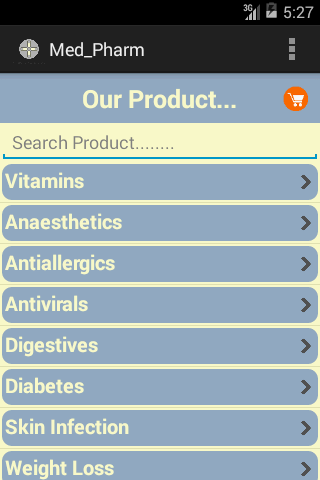 3G 5:27
Med_Pharm
Our Product...
Search Product........
Vitamins
Anaesthetics
Antiallergics
Antivirals
Digestives
Diabetes
Skin Infection
Weight Loss